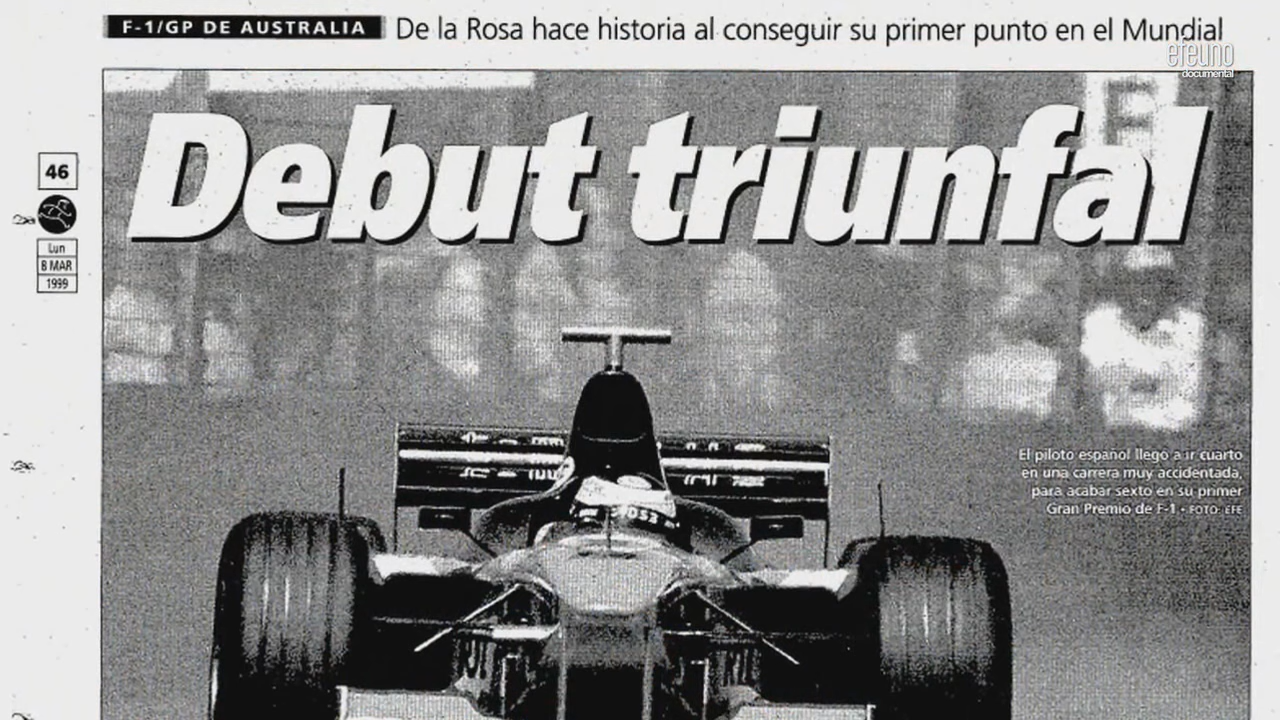 F-1/GP DE AUSTRALIA De la Rosa hace historia al conseguir su primer punto en el Mundial
efeuno
documental
Debut triunfal
46
Lun
8 MAR
1999
El piloto español llegó a ir cuarto
en una carrera muy accidentada,
para acabar sexto en su primer
Gran Premio de F-1 • FOTO: EFE